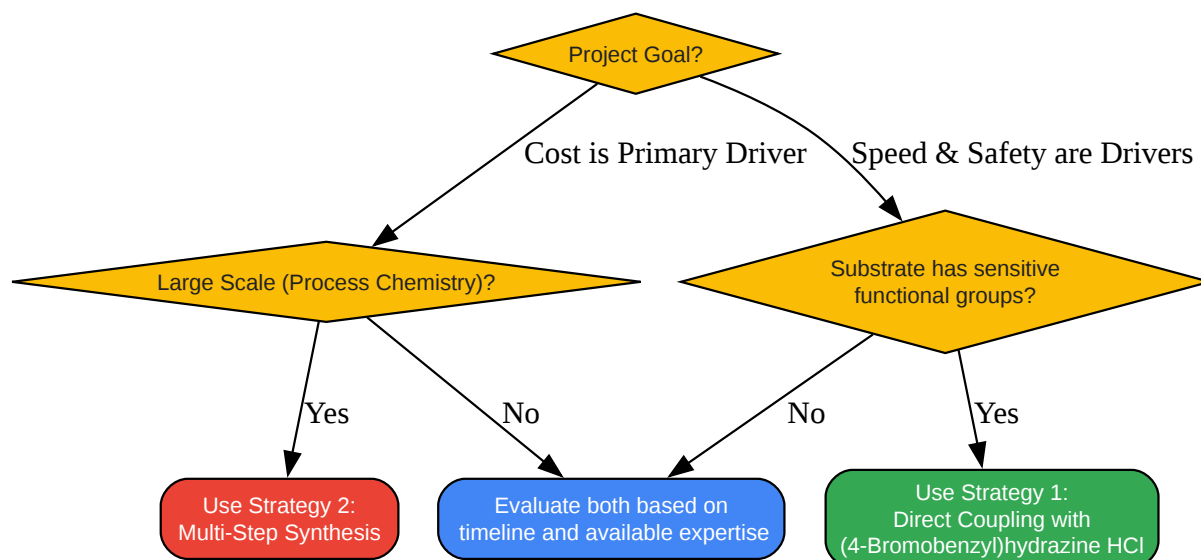 Project Goal?
Cost is Primary Driver
Speed & Safety are Drivers
Large Scale (Process Chemistry)?
Substrate has sensitive
functional groups?
Yes
No
No
Yes
Use Strategy 2:
Multi-Step Synthesis
Evaluate both based on
timeline and available expertise
Use Strategy 1:
Direct Coupling with
(4-Bromobenzyl)hydrazine HCl